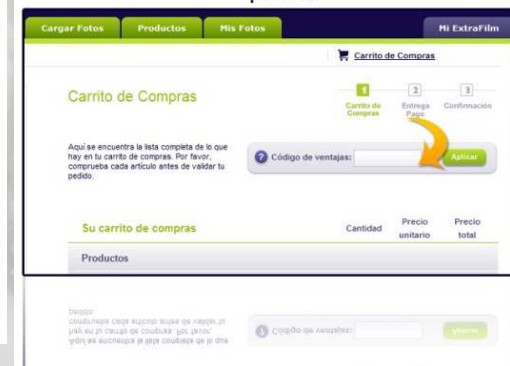 Cargar Fotos Productos Mis Fotos Mi ExtraFilm
Carrito de Compras
Carrito de Compras
1 2 3
Carrito de Compras Entrega Pago Confirmación
Aquí se encuentra la lista completa de lo que
hay en tu carrito de compras. Por favor,
comprueba cada artículo antes de validar tu
pedido.
? Código de ventajas: Aplicar
Su carrito de compras Cantidad Precio unitario Precio total
Productos